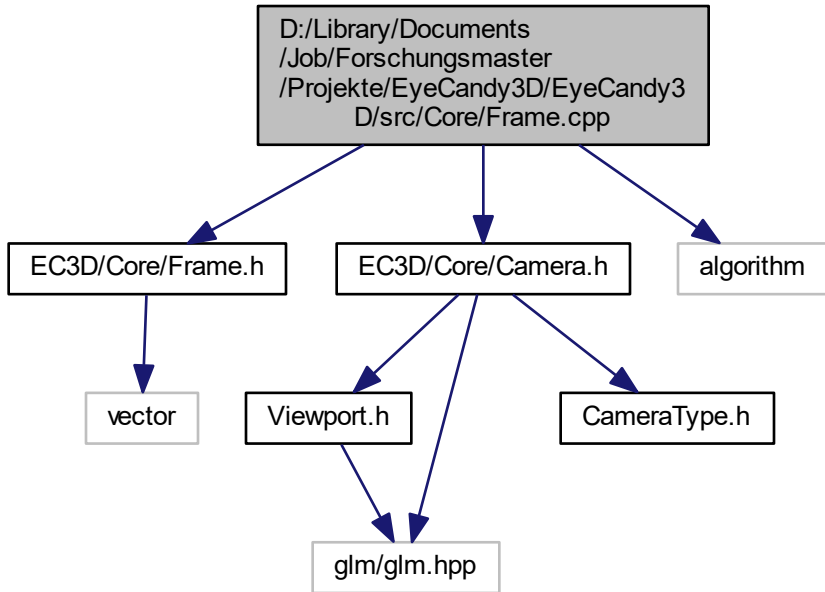 D:/Library/Documents
/Job/Forschungsmaster
/Projekte/EyeCandy3D/EyeCandy3
D/src/Core/Frame.cpp
EC3D/Core/Frame.h
EC3D/Core/Camera.h
algorithm
vector
Viewport.h
CameraType.h
glm/glm.hpp